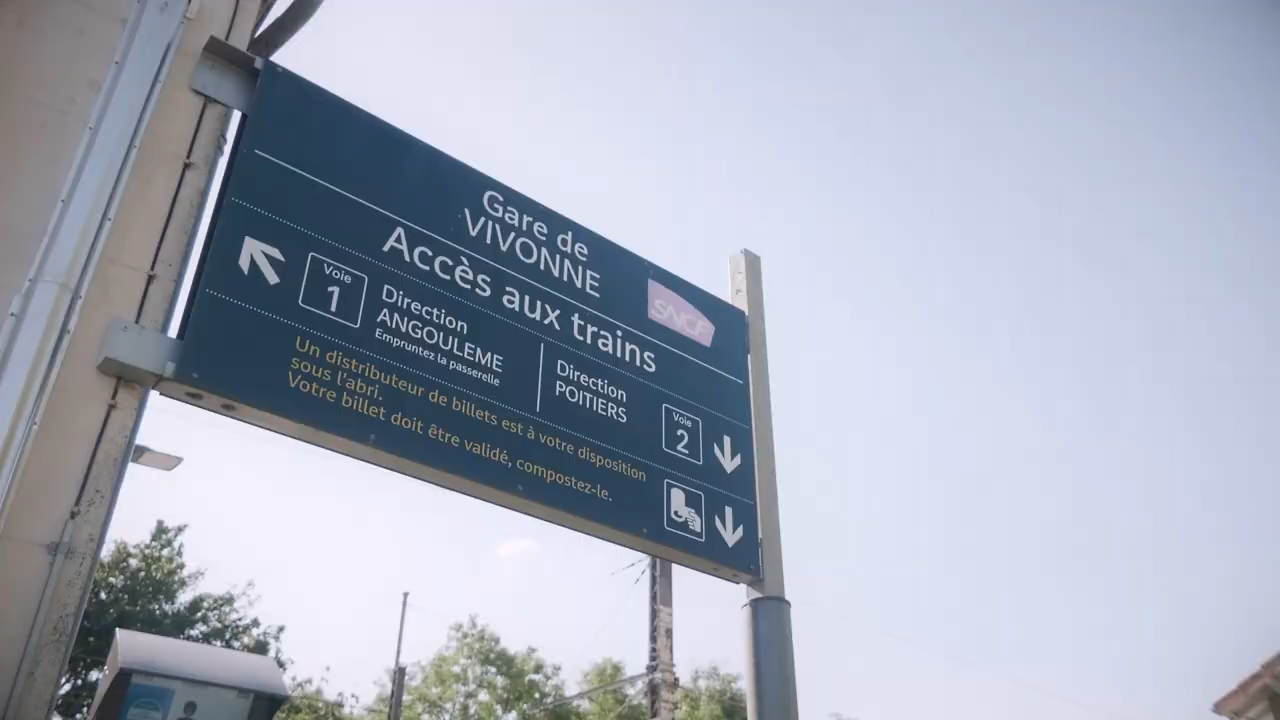 Gare de
VIVONNE
SNCF
Accès aux trains
Voie
1
Direction
ANGOULEME
Empruntez la passerelle
Direction
POITIERS
Voie
2
Un distributeur de billets est à votre disposition
sous l'abri.
Votre billet doit être validé, compostez-le.